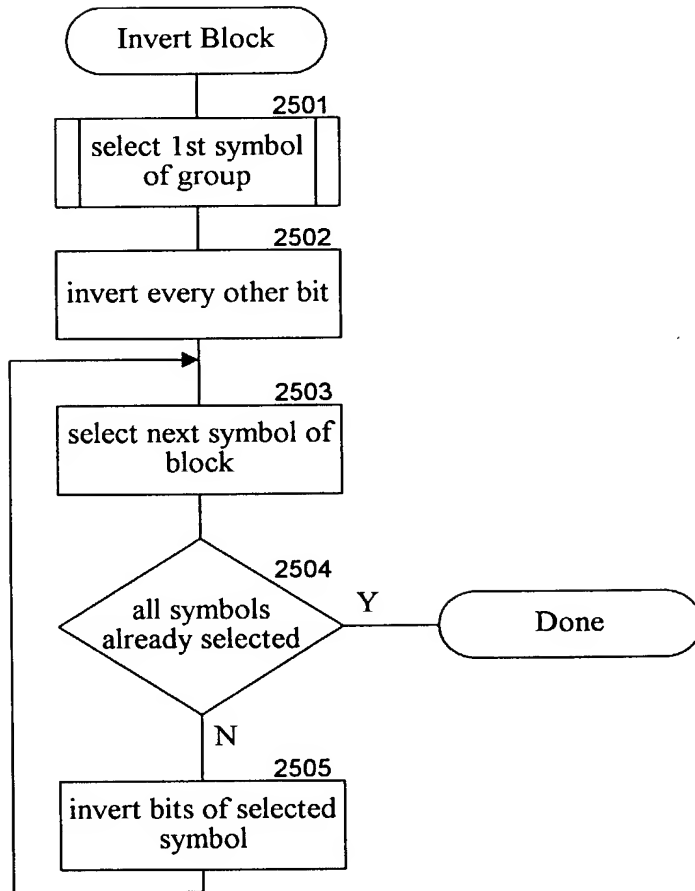 Invert Block
2501
select 1st symbol
of group
2502
invert every other bit
2503
select next symbol of
block
2504
all symbols
already selected
Y
Done
N
2505
invert bits of selected
symbol